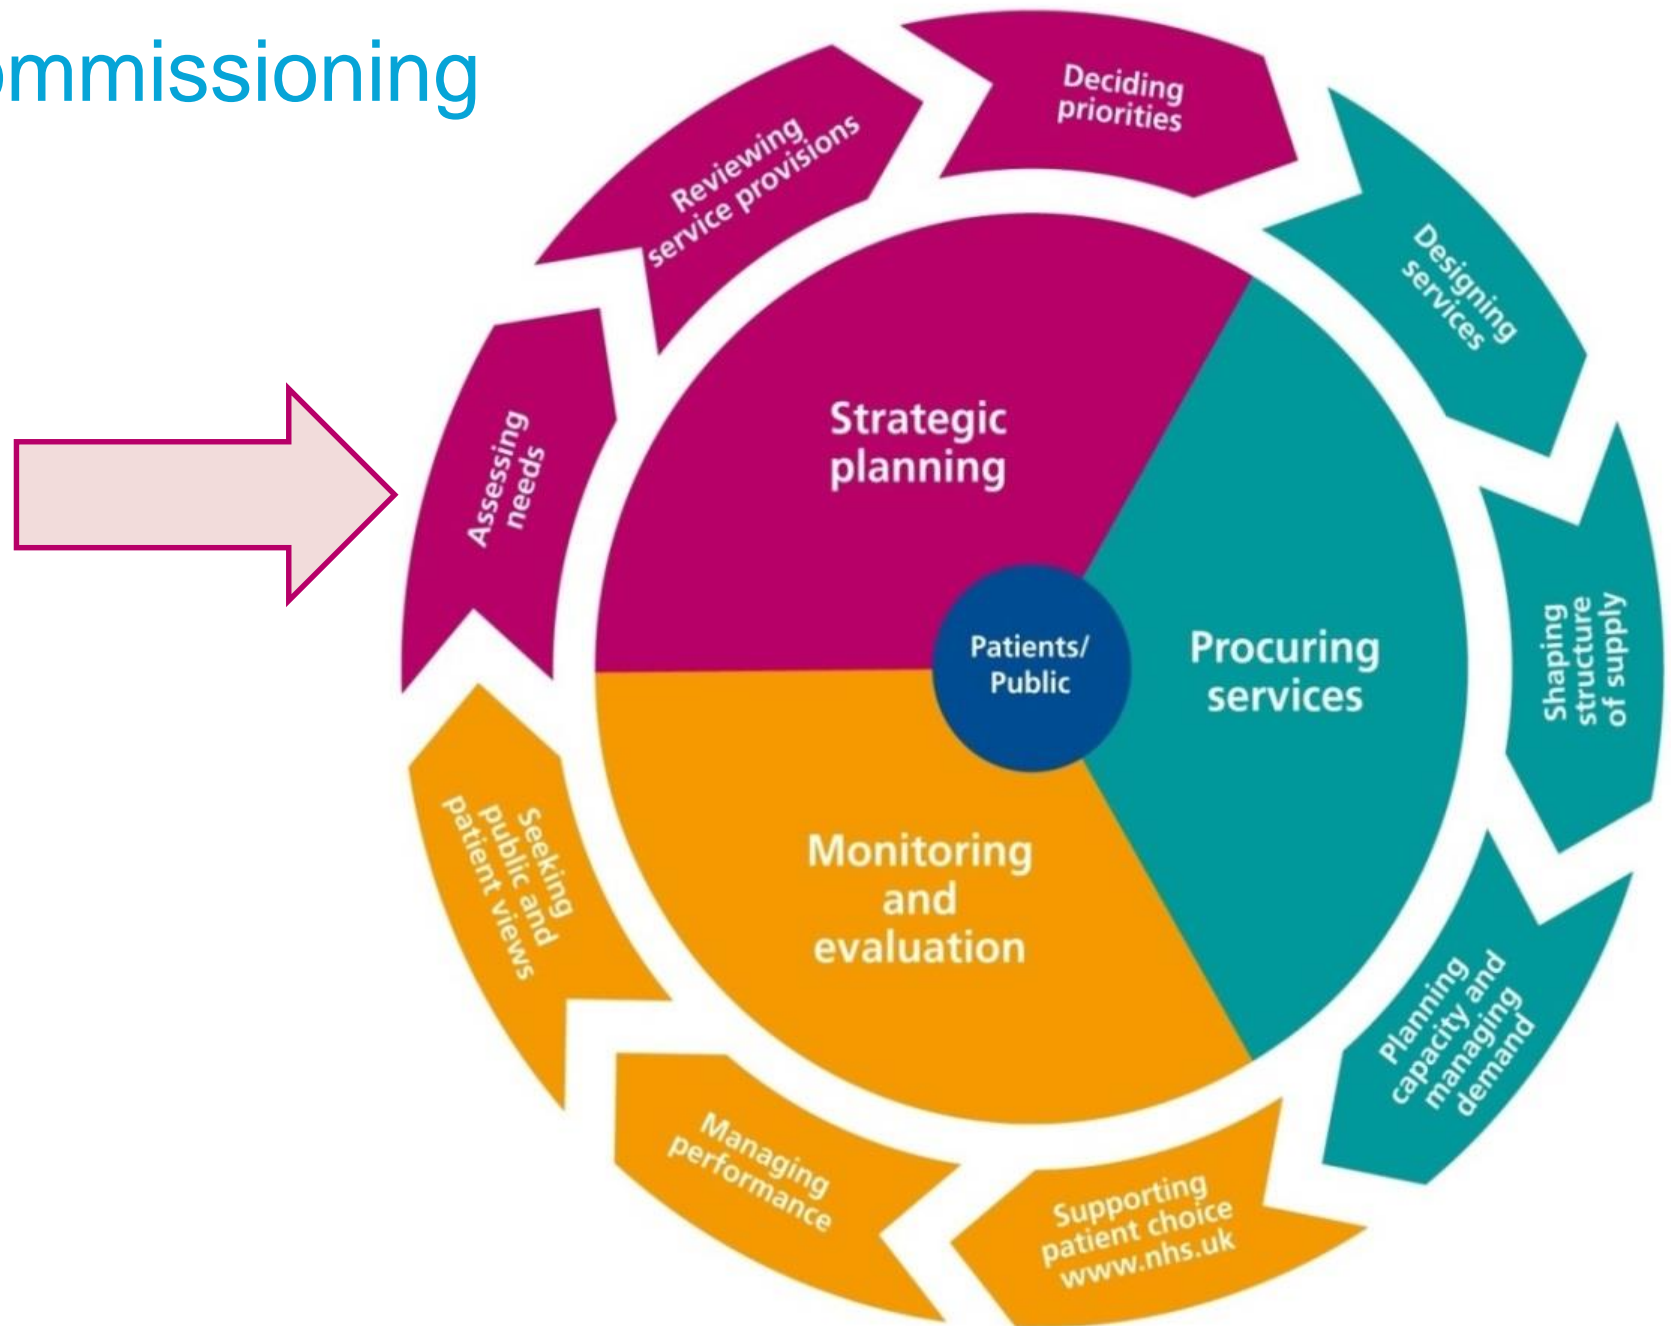 ommissioning
Deciding
priorities
Reviewing
service provisions
Designing
services
Assessing
needs
Strategic
planning
Patients/
Public
Procuring
services
Shaping
structure
of supply
Monitoring
and
evaluation
Seeking
public and
patient views
Planning
capacity and
managing
demand
Managing
performance
Supporting
patient choice
www.nhs.uk